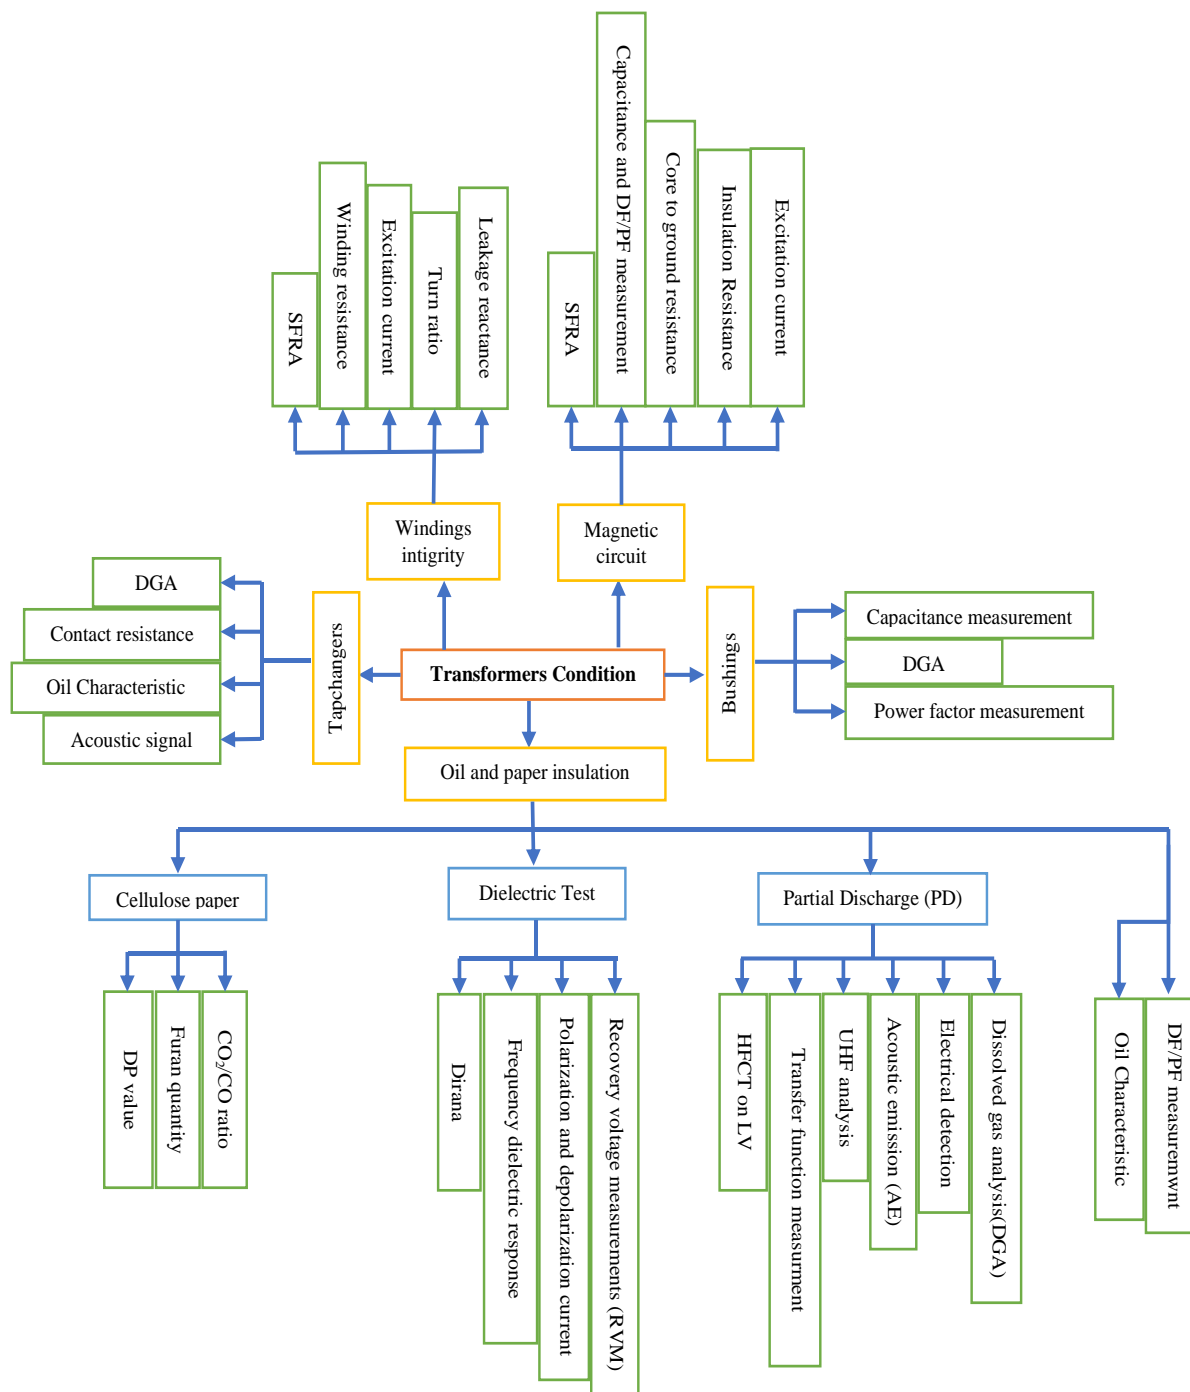 SFRA
Winding resistance
Excitation current
Turn ratio
Leakage reactance
SFRA
Capacitance and DF/PF measurement
Core to ground resistance
Insulation Resistance
Excitation current
Windings
intigrity
Magnetic
circuit
DGA
Contact resistance
Oil Characteristic
Acoustic signal
Tapchangers
Transformers Condition
Bushings
Capacitance measurement
DGA
Power factor measurement
Oil and paper insulation
Cellulose paper
Dielectric Test
Partial Discharge (PD)
DP value
Furan quantity
CO₂/CO ratio
Dirana
Frequency dielectric response
Polarization and depolarization current
Recovery voltage measurements (RVM)
HFCT on LV
Transfer function measurment
UHF analysis
Acoustic emission (AE)
Electrical detection
Dissolved gas analysis(DGA)
Oil Characteristic
DF/PF measuremwnt